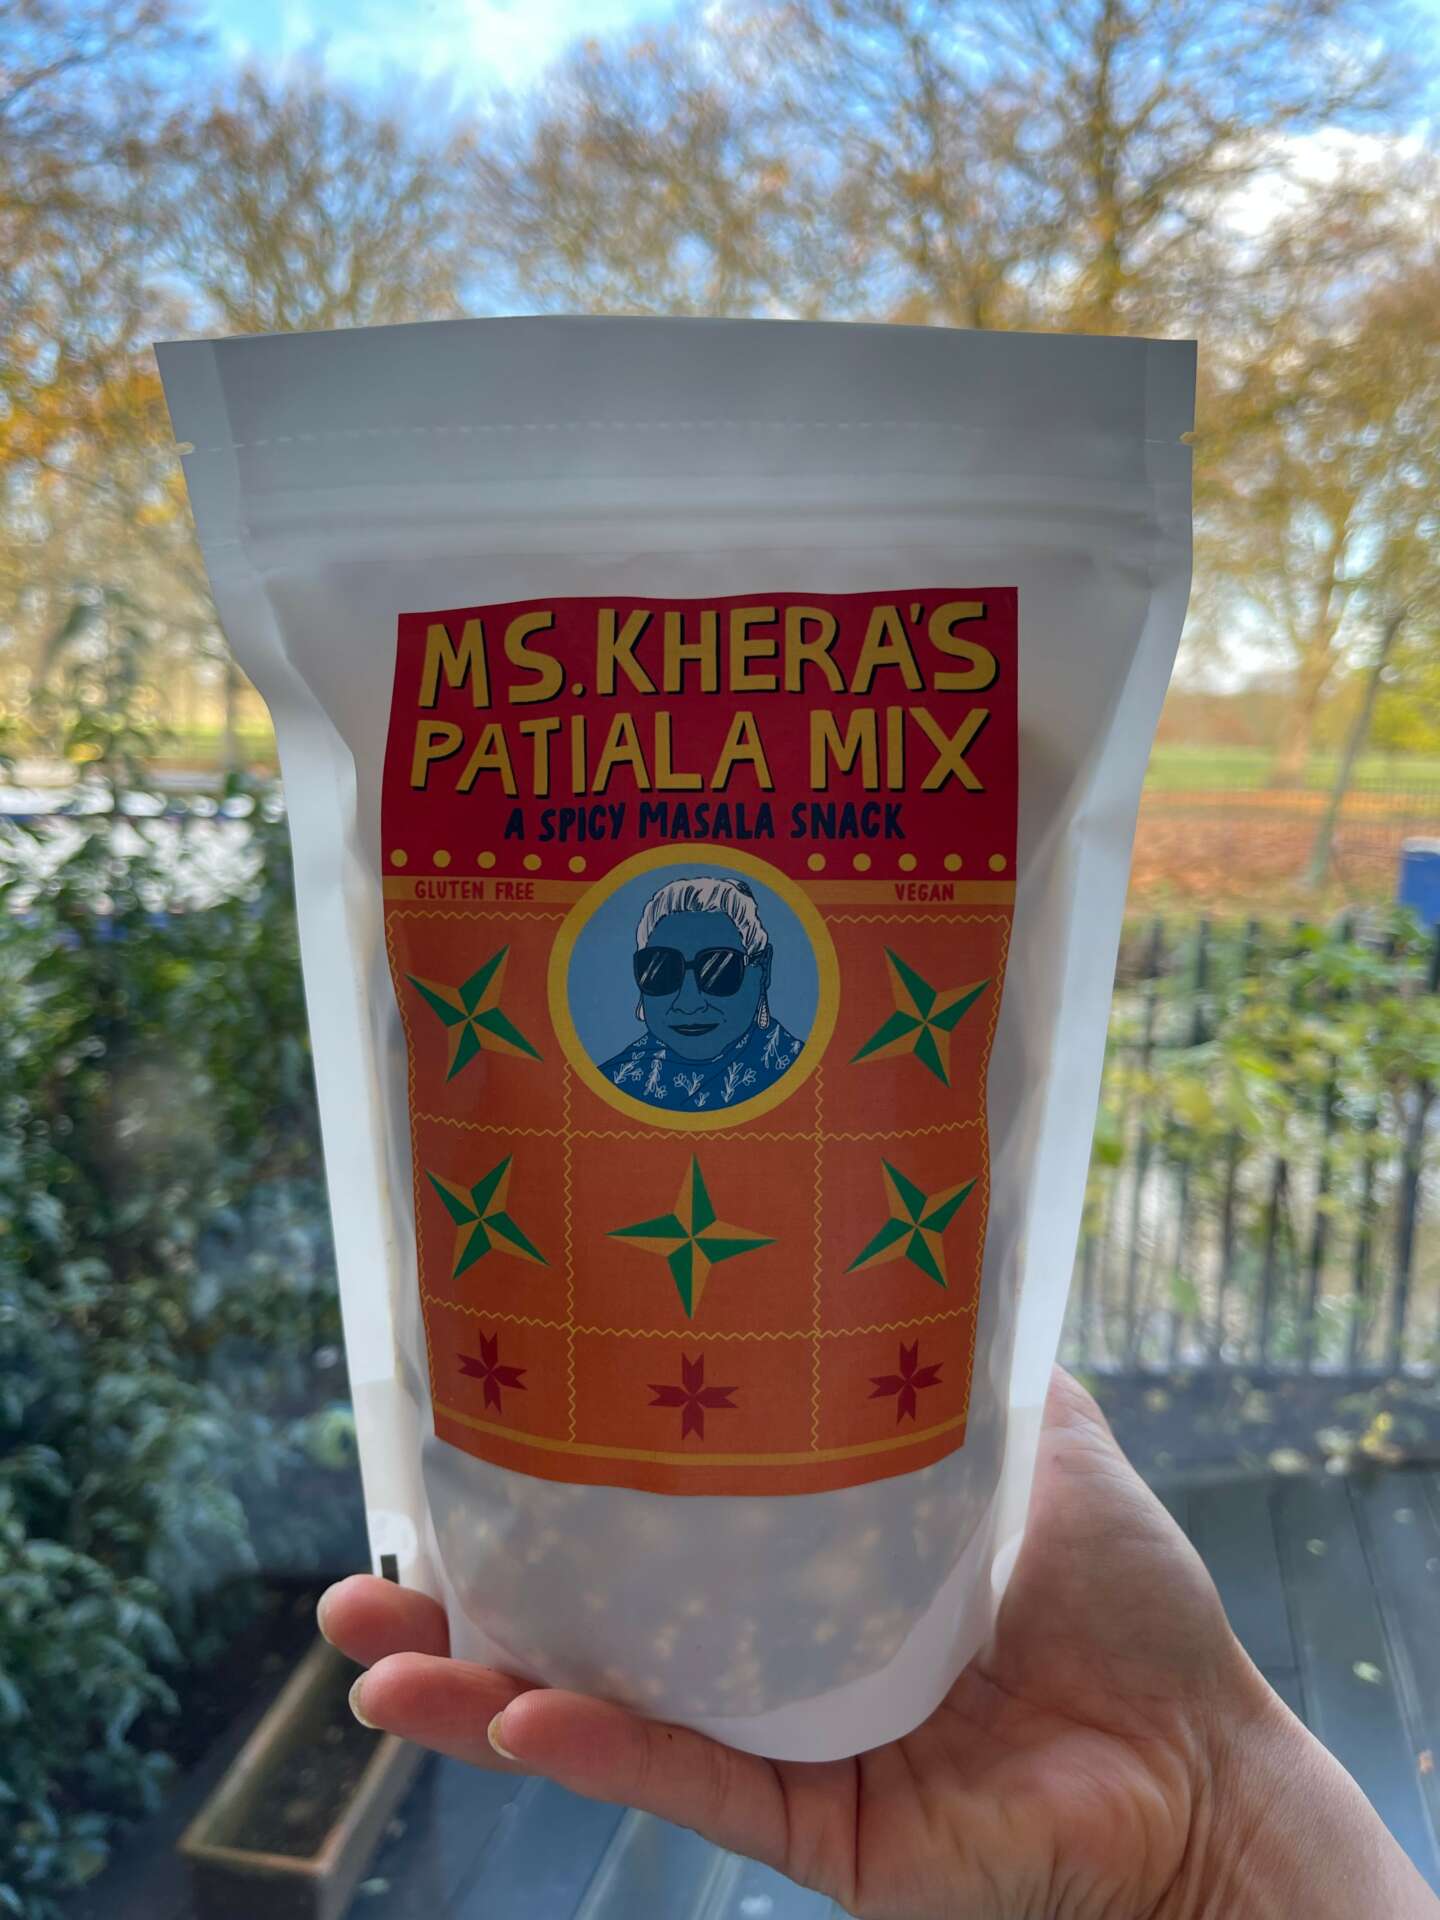 MS. KHERA'S
PATIALA MIX
A SPICY MASALA SNACK
GLUTEN FREE
VEGAN